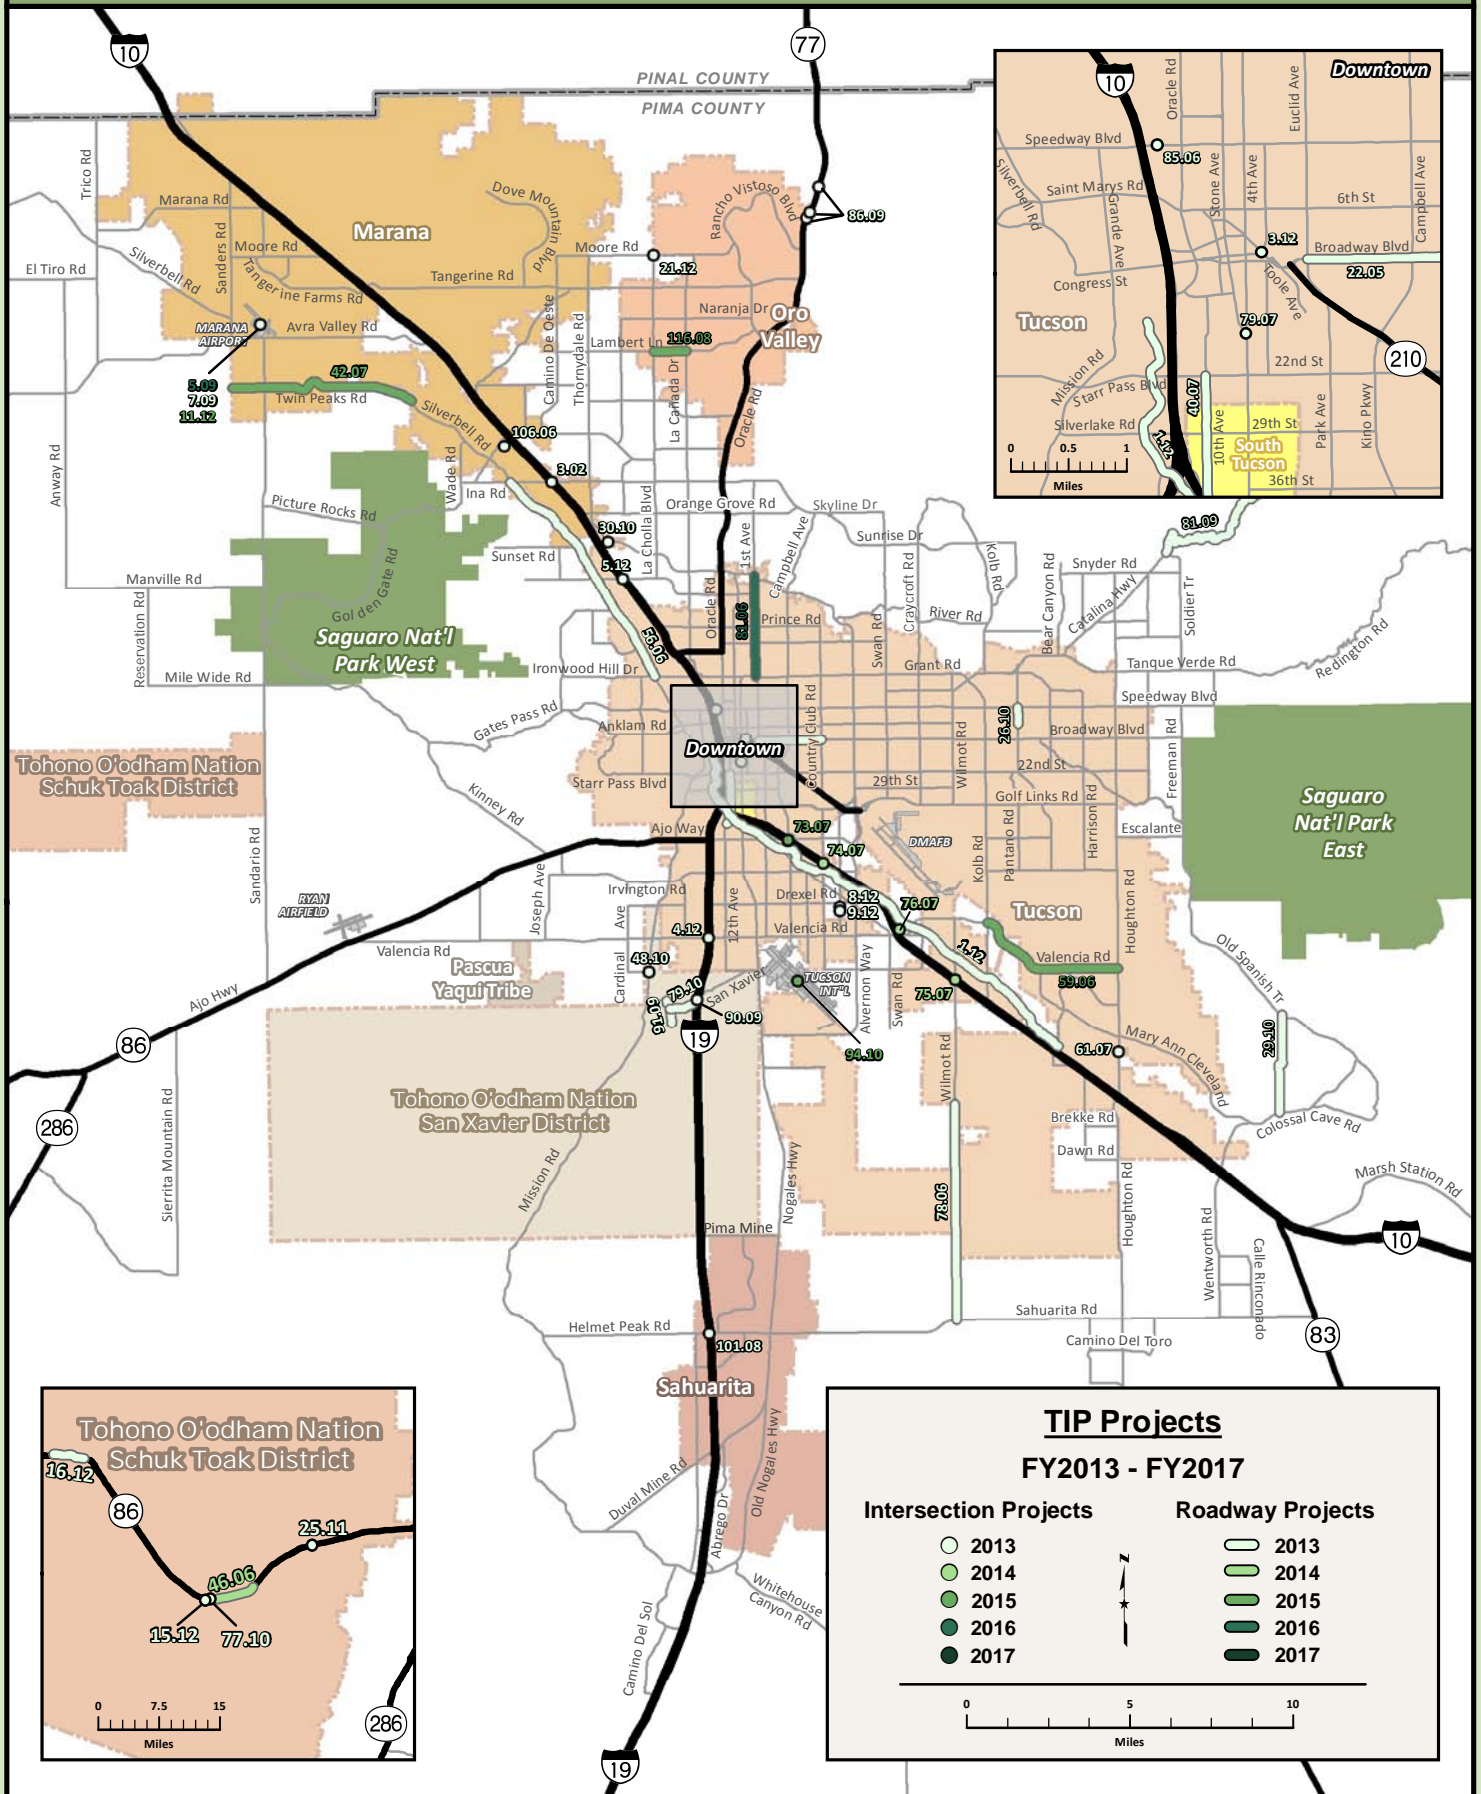 10
77
PINAL COUNTY
PIMA COUNTY
Trico Rd
Marana Rd
Marana
Dove Mountain Blvd
Rancho Vistoso Blvd
86.09
Sanders Rd
Moore Rd
Moore Rd
21.12
El Tiro Rd
Silverbell Rd
Tangerine Farms Rd
Tangerine Rd
Naranja Dr
Oro
Valley
MARANA
AIRPORT
Avra Valley Rd
Camino De Oeste
Thornydale Rd
Lambert Ln
116.08
5.09
7.09
11.12
42.07
Twin Peaks Rd
La Cañada Dr
Oracle Rd
Silverbell Rd
106.06
3.02
Anway Rd
Wade Rd
Ina Rd
Picture Rocks Rd
Orange Grove Rd
Skyline Dr
81.09
30.10
La Cholla Blvd
1st Ave
Campbell Ave
Sunrise Dr
Sunset Rd
5.12
Kolb Rd
Craycroft Rd
Bear Canyon Rd
Snyder Rd
Catalina Hwy
Soldier Tr
Manville Rd
Golden Gate Rd
Reservation Rd
Oracle Rd
81.06
Prince Rd
River Rd
Swan Rd
Saguaro Nat'l
Park West
56.06
Redington Rd
Mile Wide Rd
Ironwood Hill Dr
Grant Rd
Tanque Verde Rd
Speedway Blvd
Gates Pass Rd
Anklam Rd
Country Club Rd
26.10
Wilmot Rd
Broadway Blvd
Freeman Rd
Downtown
Tohono O'odham Nation
Schuk Toak District
Starr Pass Blvd
29th St
22nd St
Golf Links Rd
Kinney Rd
Ajo Way
73.07
74.07
DMAFB
Kolb Rd
Pantano Rd
Harrison Rd
Escalante
Saguaro
Nat'l Park
East
Sandario Rd
RYAN
AIRFIELD
Joseph Ave
Irvington Rd
Drexel Rd
8.12
9.12
76.07
Tucson
Houghton Rd
Cardinal Ave
12th Ave
4.12
Valencia Rd
Valencia Rd
Valencia Rd
1.12
59.06
Old Spanish Tr
Pascua
Yaqui Tribe
48.10
79.10
San Xavier
TUCSON
INT'L
Alvernon Way
Swan Rd
75.07
Ajo Hwy
91.09
90.09
94.10
61.07
Mary Ann Cleveland
29.10
19
86
Wilmot Rd
Tohono O'odham Nation
San Xavier District
Brekke Rd
Colossal Cave Rd
286
Dawn Rd
Sierrita Mountain Rd
Mission Rd
Nogales Hwy
78.06
Houghton Rd
Marsh Station Rd
Pima Mine
Wentworth Rd
Calle Rinconado
10
Helmet Peak Rd
Sahuarita Rd
101.08
Camino Del Toro
83
Sahuarita
Duval Mine Rd
Old Nogales Hwy
Abrego Dr
Whitehouse
Canyon Rd
Camino Del Sol
19
Downtown
10
Oracle Rd
Euclid Ave
Speedway Blvd
85.06
Silverbell Rd
Saint Marys Rd
Grande Ave
Stone Ave
4th Ave
6th St
Campbell Ave
3.12
Broadway Blvd
22.05
Congress St
Toole Ave
Tucson
79.07
210
Mission Rd
22nd St
Starr Pass Blvd
40.07
Silverlake Rd
1.12
10th Ave
29th St
Park Ave
Kino Pkwy
South
Tucson
36th St
0 0.5 1
Miles
Tohono O'odham Nation
Schuk Toak District
16.12
86
25.11
46.06
15.12
77.10
0 7.5 15
Miles
286
TIP Projects
FY2013 - FY2017
Intersection Projects
2013
2014
2015
2016
2017
N
Roadway Projects
2013
2014
2015
2016
2017
0 5 10
Miles